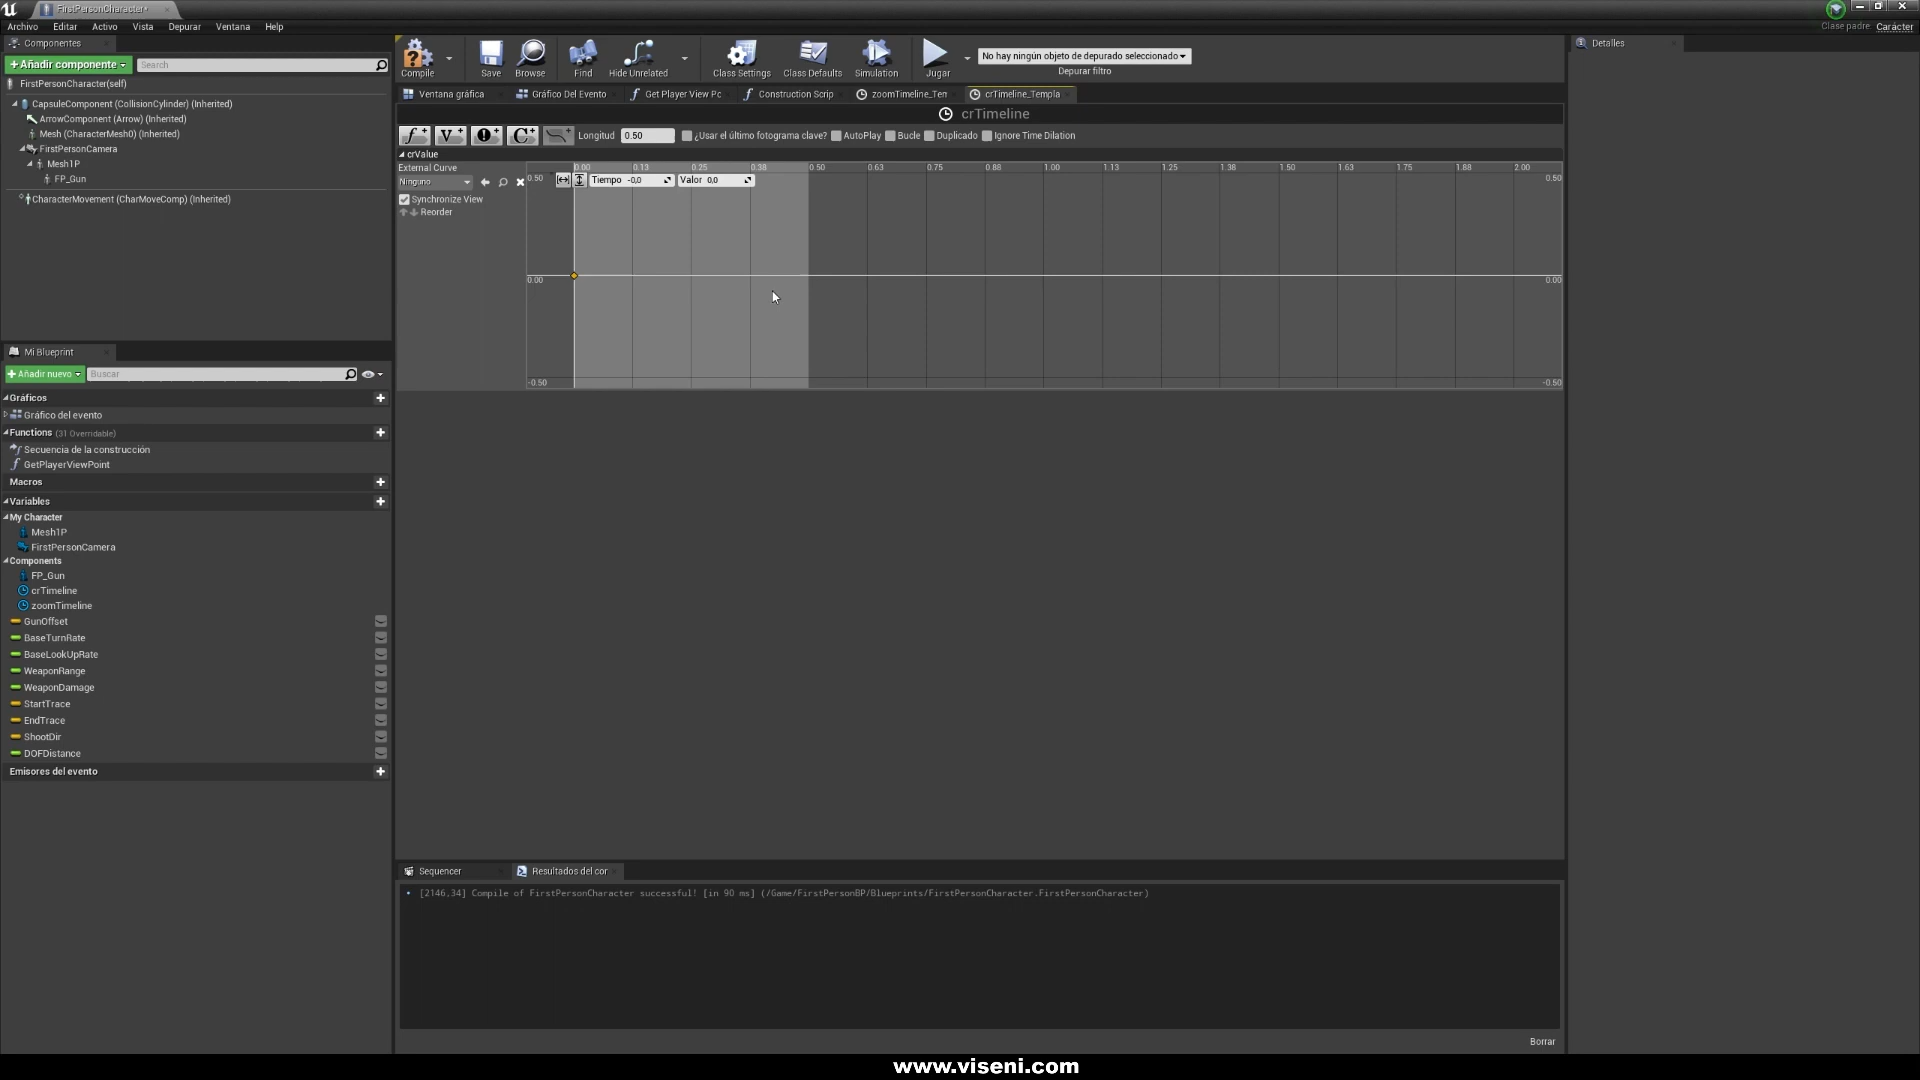 FirstPersonCharacter*
Archivo Editar Activo Vista Depurar Ventana Help
Clase padre: Carácter
Componentes
+Añadir componente
Search
FirstPersonCharacter(self)
CapsuleComponent (CollisionCylinder) (Inherited)
ArrowComponent (Arrow) (Inherited)
Mesh (CharacterMesh0) (Inherited)
FirstPersonCamera
Mesh1P
FP_Gun
CharacterMovement (CharMoveComp) (Inherited)
Mi Blueprint
+Añadir nuevo
Buscar
Gráficos
Gráfico del evento
Functions (31 Overridable)
Secuencia de la construcción
GetPlayerViewPoint
Macros
Variables
My Character
Mesh1P
FirstPersonCamera
Components
FP_Gun
crTimeline
zoomTimeline
GunOffset
BaseTurnRate
BaseLookUpRate
WeaponRange
WeaponDamage
StartTrace
EndTrace
ShootDir
DOFDistance
Emisores del evento
Compile Save Browse Find Hide Unrelated Class Settings Class Defaults Simulation Jugar
No hay ningún objeto de depurado seleccionado
Depurar filtro
Ventana gráfica Gráfico Del Evento Get Player View Pc Construction Scrip zoomTimeline_Ten crTimeline_Templa
crTimeline
f+ V+ !+ C+ Longitud 0.50 ¿Usar el último fotograma clave? AutoPlay Bucle Duplicado Ignore Time Dilation
crValue
External Curve
Ninguno
Synchronize View
Reorder
0.00 0.13 0.25 0.38 0.50 0.63 0.75 0.88 1.00 1.13 1.25 1.38 1.50 1.63 1.75 1.88 2.00
0.50 Tiempo -0,0 Valor 0,0 0.50
0.00 0.00
-0.50 -0.50
Sequencer Resultados del cor
[2146,34] Compile of FirstPersonCharacter successful! [in 90 ms] (/Game/FirstPersonBP/Blueprints/FirstPersonCharacter.FirstPersonCharacter)
Borrar
Detalles
www.viseni.com